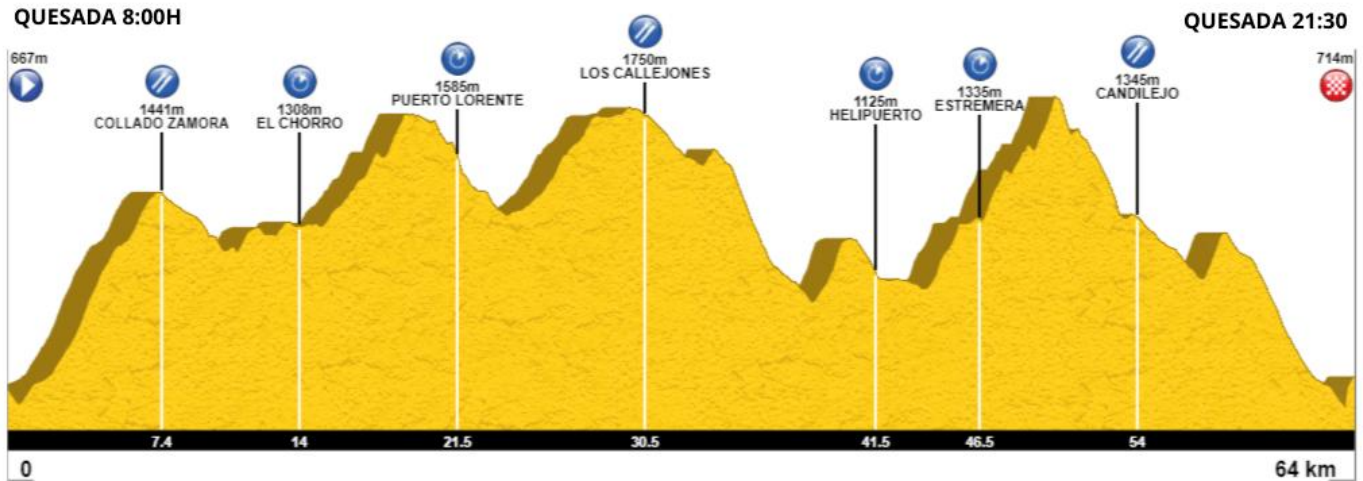 QUESADA 8:00H
QUESADA 21:30
667m
1441m
COLLADO ZAMORA
1308m
EL CHORRO
1585m
PUERTO LORENTE
1750m
LOS CALLEJONES
1125m
HELIPUERTO
1335m
ESTREMERA
1345m
CANDILEJO
714m
7.4 14 21.5 30.5 41.5 46.5 54
0 64 km